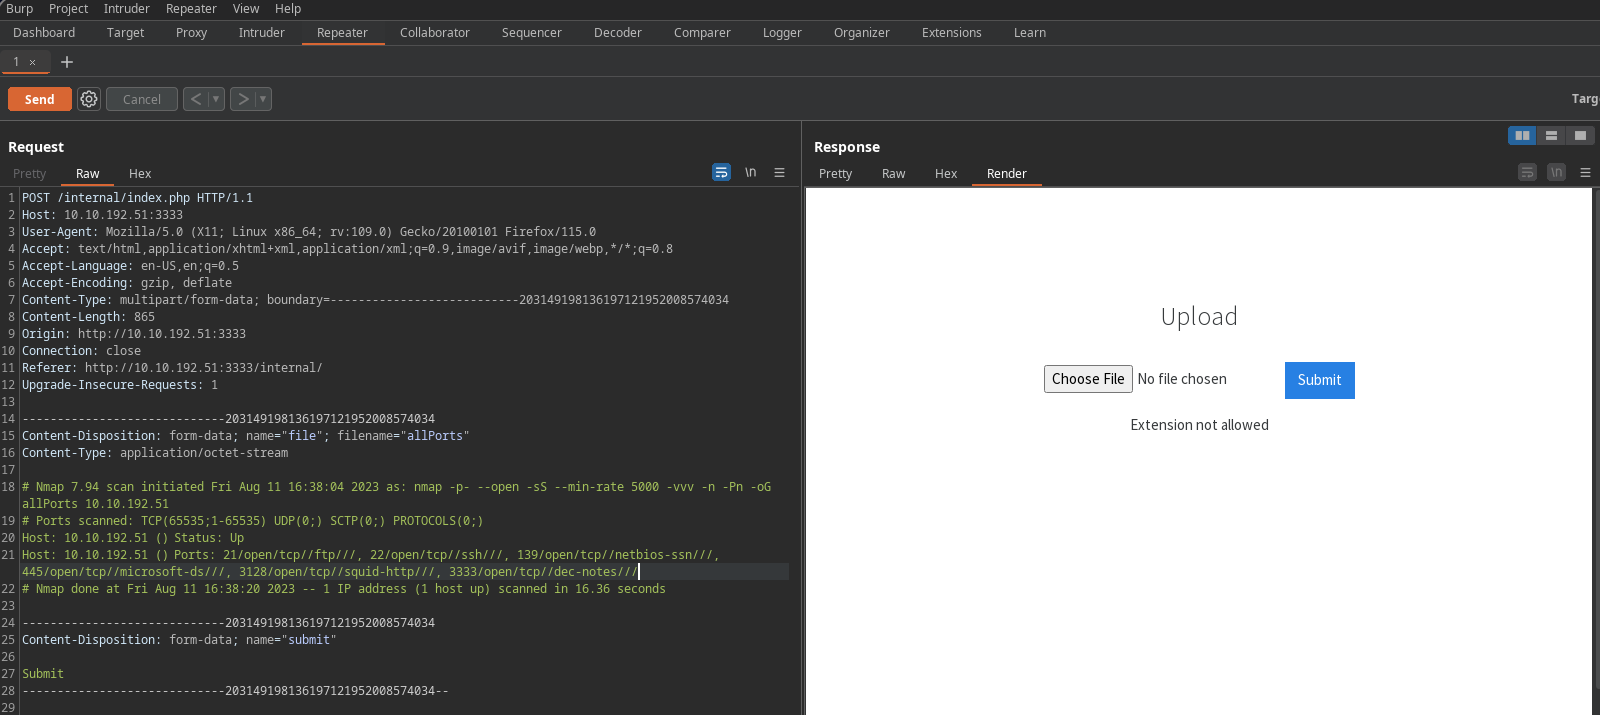 Burp Project Intruder Repeater View Help
Dashboard Target Proxy Intruder Repeater Collaborator Sequencer Decoder Comparer Logger Organizer Extensions Learn
1 × +
Send Cancel < > Targ
Request
Pretty Raw Hex \n
1 POST /internal/index.php HTTP/1.1
2 Host: 10.10.192.51:3333
3 User-Agent: Mozilla/5.0 (X11; Linux x86_64; rv:109.0) Gecko/20100101 Firefox/115.0
4 Accept: text/html,application/xhtml+xml,application/xml;q=0.9,image/avif,image/webp,*/*;q=0.8
5 Accept-Language: en-US,en;q=0.5
6 Accept-Encoding: gzip, deflate
7 Content-Type: multipart/form-data; boundary=---------------------------203149198136197121952008574034
8 Content-Length: 865
9 Origin: http://10.10.192.51:3333
10 Connection: close
11 Referer: http://10.10.192.51:3333/internal/
12 Upgrade-Insecure-Requests: 1
13
14 -----------------------------203149198136197121952008574034
15 Content-Disposition: form-data; name="file"; filename="allPorts"
16 Content-Type: application/octet-stream
17
18 # Nmap 7.94 scan initiated Fri Aug 11 16:38:04 2023 as: nmap -p- --open -sS --min-rate 5000 -vvv -n -Pn -oG
allPorts 10.10.192.51
19 # Ports scanned: TCP(65535;1-65535) UDP(0;) SCTP(0;) PROTOCOLS(0;)
20 Host: 10.10.192.51 () Status: Up
21 Host: 10.10.192.51 () Ports: 21/open/tcp//ftp///, 22/open/tcp//ssh///, 139/open/tcp//netbios-ssn///,
445/open/tcp//microsoft-ds///, 3128/open/tcp//squid-http///, 3333/open/tcp//dec-notes///
22 # Nmap done at Fri Aug 11 16:38:20 2023 -- 1 IP address (1 host up) scanned in 16.36 seconds
23
24 -----------------------------203149198136197121952008574034
25 Content-Disposition: form-data; name="submit"
26
27 Submit
28 -----------------------------203149198136197121952008574034--
29
Response
Pretty Raw Hex Render \n
Upload
Choose File No file chosen Submit
Extension not allowed